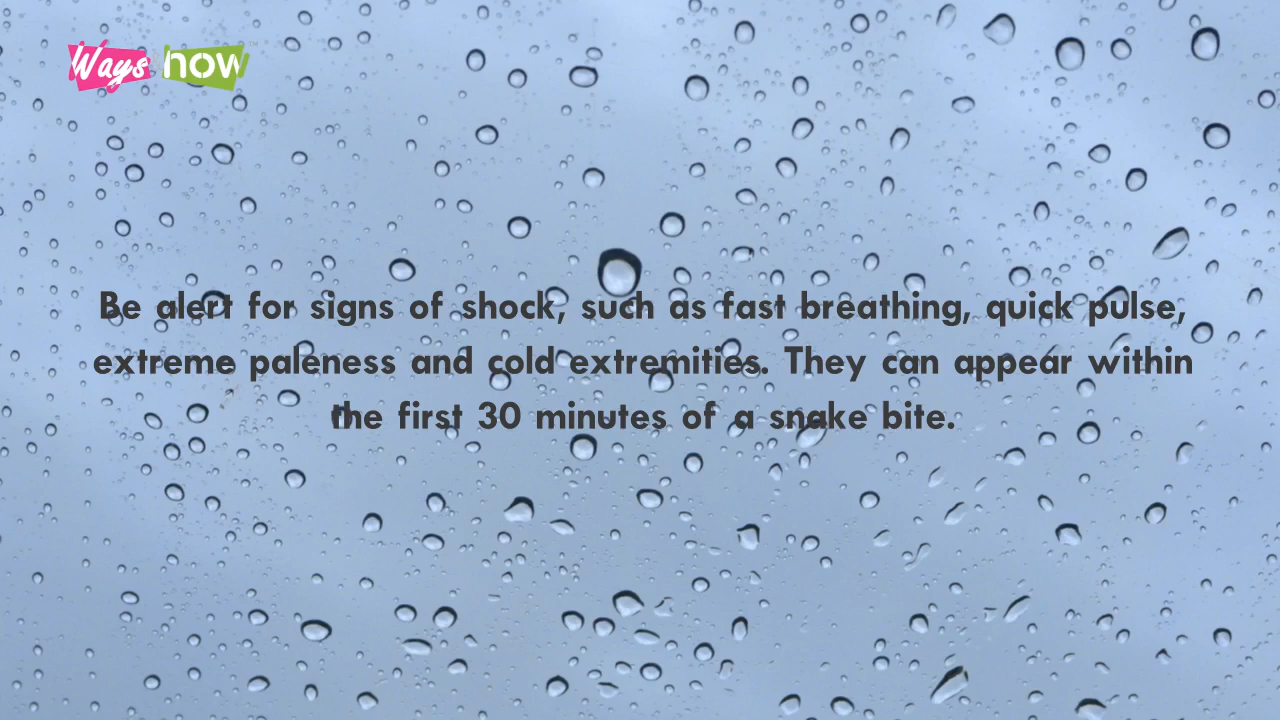 Ways how
Be alert for signs of shock, such as fast breathing, quick pulse,
extreme paleness and cold extremities. They can appear within
the first 30 minutes of a snake bite.